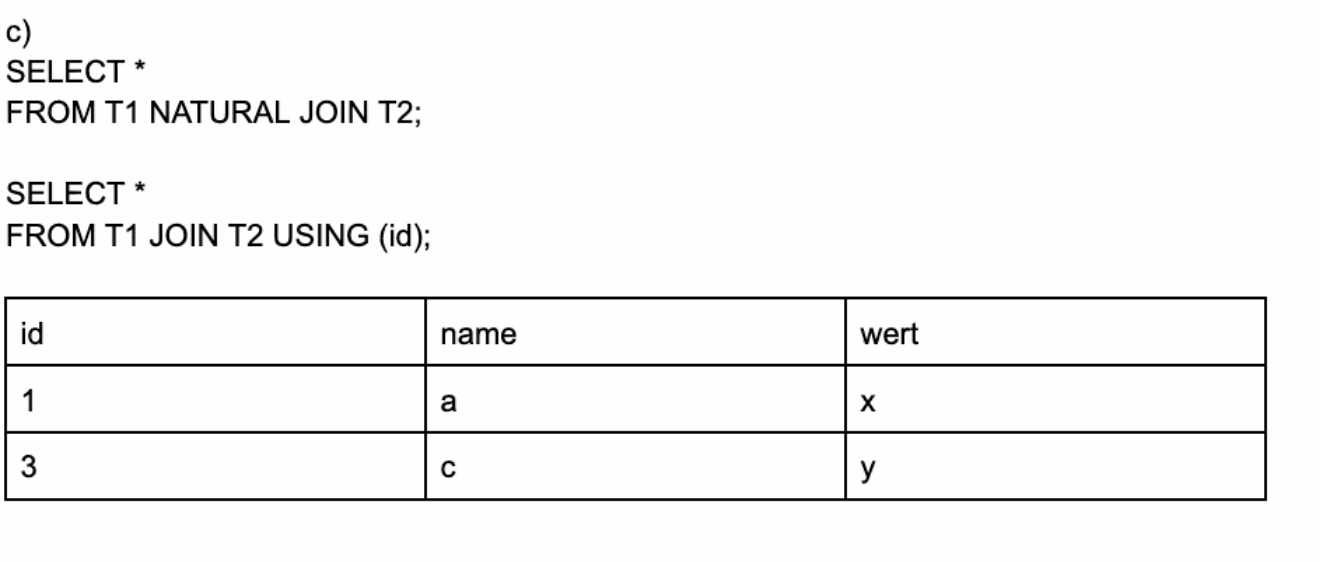 c)
SELECT *
FROM T1 NATURAL JOIN T2;
SELECT *
FROM T1 JOIN T2 USING (id);
id name wert
1 a x
3 c y